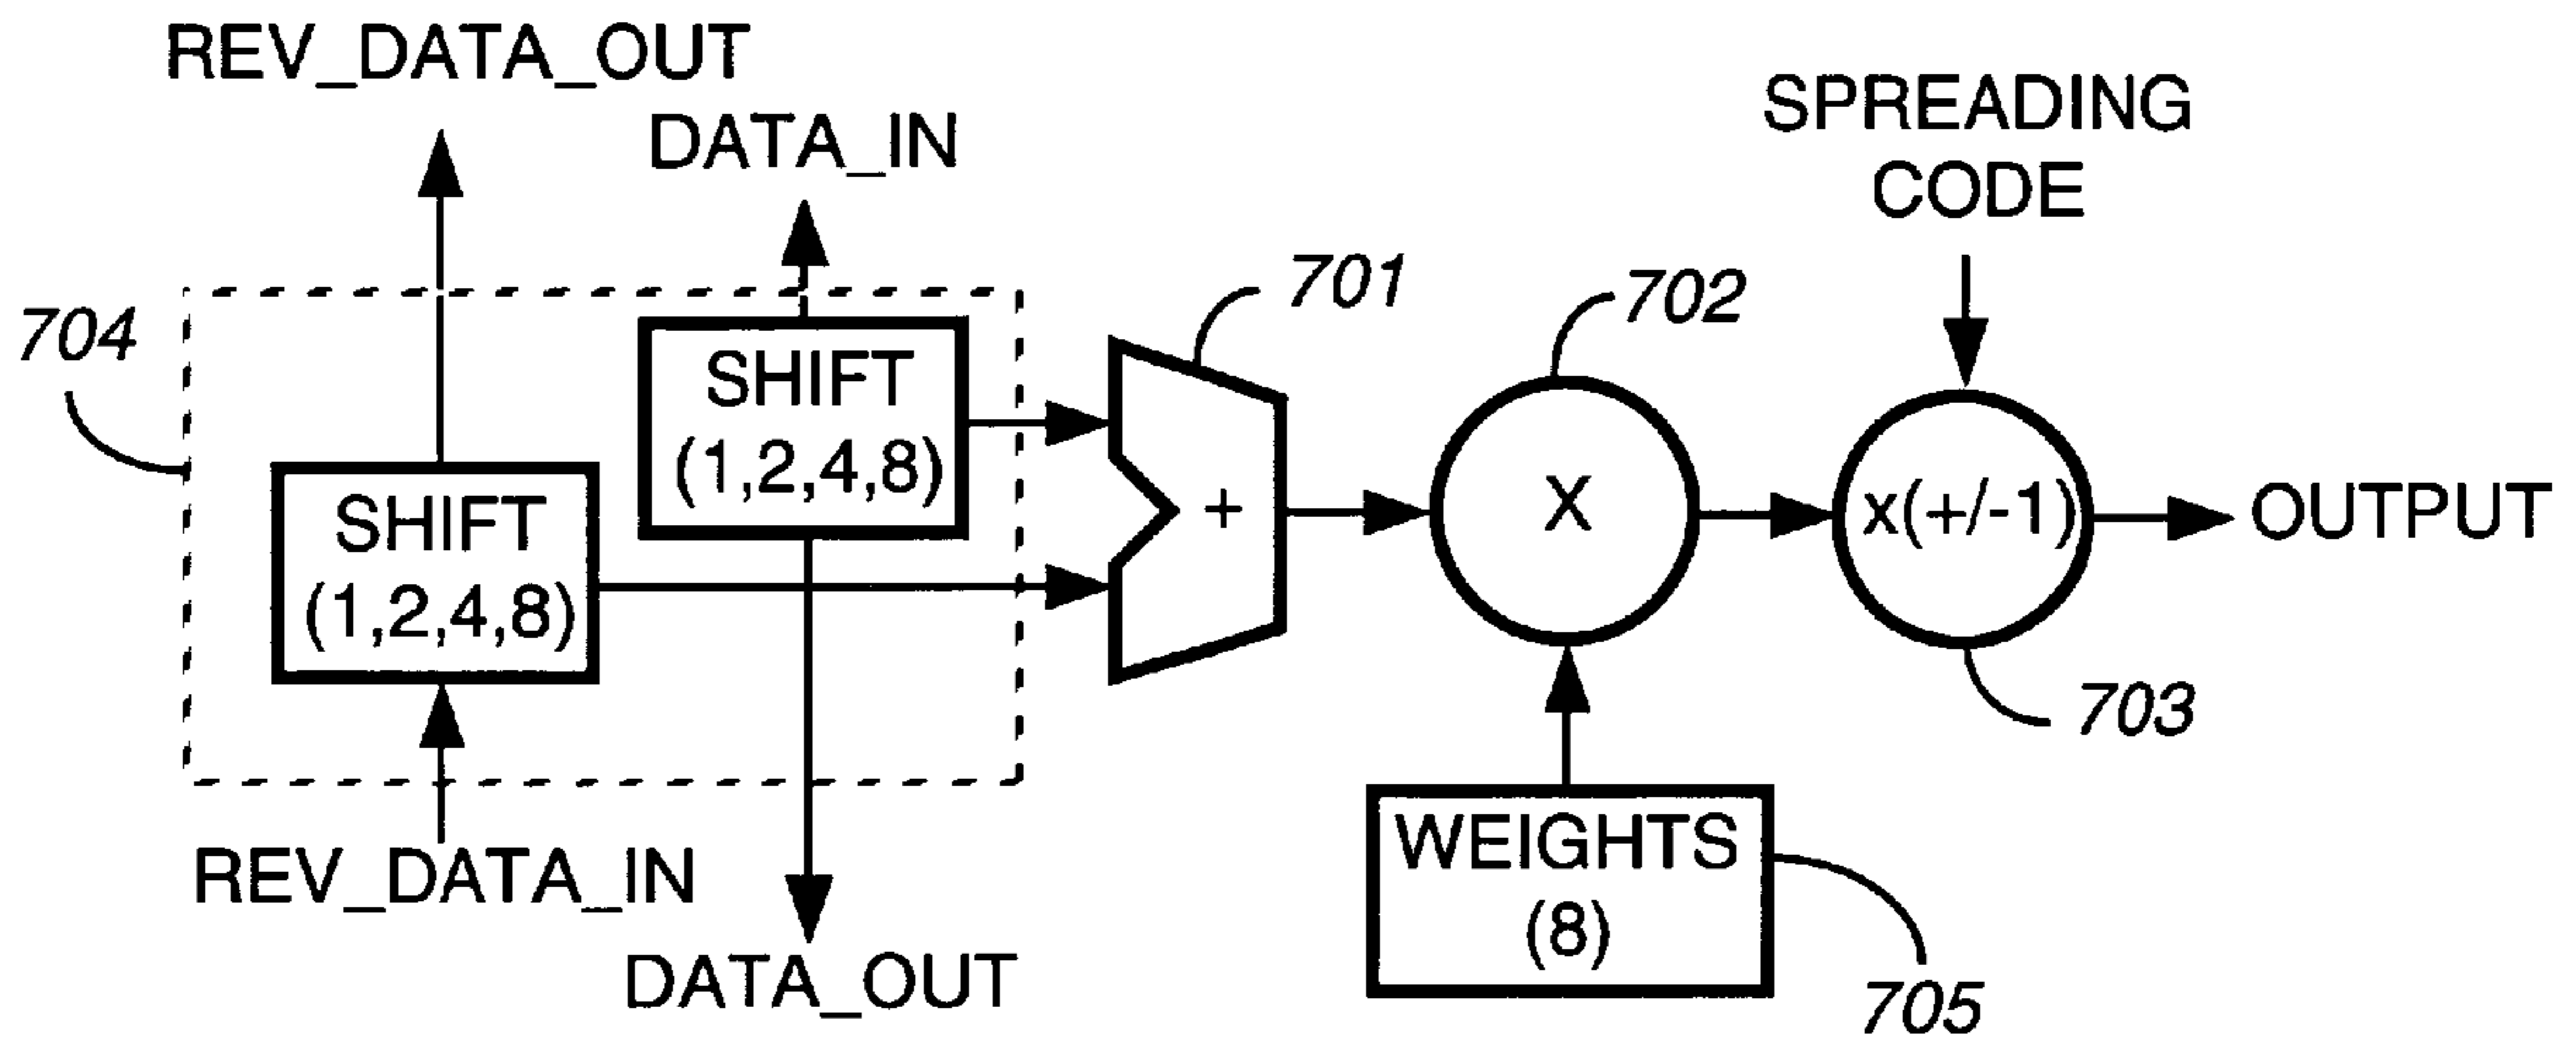 REV_DATA_OUT
DATA_IN
SPREADING
CODE
704
701
702
SHIFT
(1,2,4,8)
SHIFT
(1,2,4,8)
+
X
x(+/-1)
OUTPUT
703
REV_DATA_IN
DATA_OUT
WEIGHTS
(8)
705